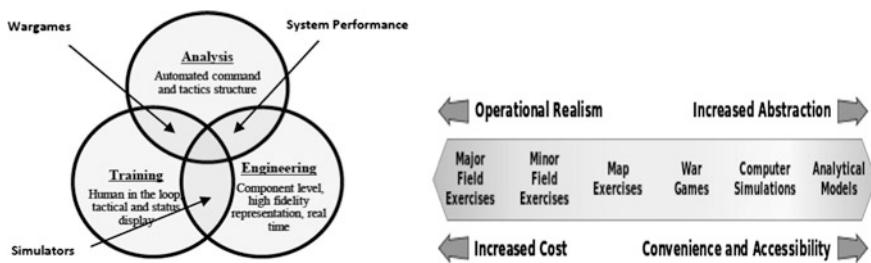 Wargames
System Performance
Analysis
Automated command
and tactics structure
Training
Human in the loop,
tactical and status
display
Engineering
Component level,
high fidelity
representation, real
time
Simulators
Operational Realism
Increased Abstraction
Major
Field
Exercises
Minor
Field
Exercises
Map
Exercises
War
Games
Computer
Simulations
Analytical
Models
Increased Cost
Convenience and Accessibility